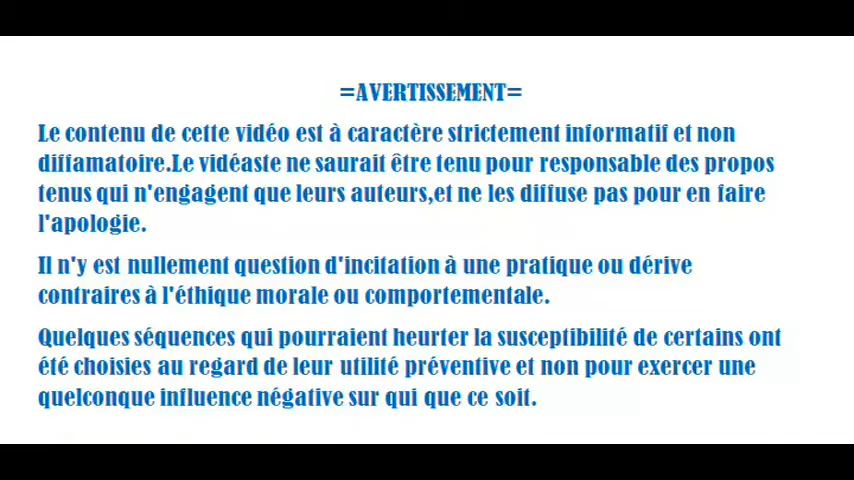 =AVERTISSEMENT=
Le contenu de cette vidéo est à caractère strictement informatif et non
diffamatoire.Le vidéaste ne saurait être tenu pour responsable des propos
tenus qui n'engagent que leurs auteurs,et ne les diffuse pas pour en faire
l'apologie.
Il n'y est nullement question d'incitation à une pratique ou dérive
contraires à l'éthique morale ou comportementale.
Quelques séquences qui pourraient heurter la susceptibilité de certains ont
été choisies au regard de leur utilité préventive et non pour exercer une
quelconque influence négative sur qui que ce soit.